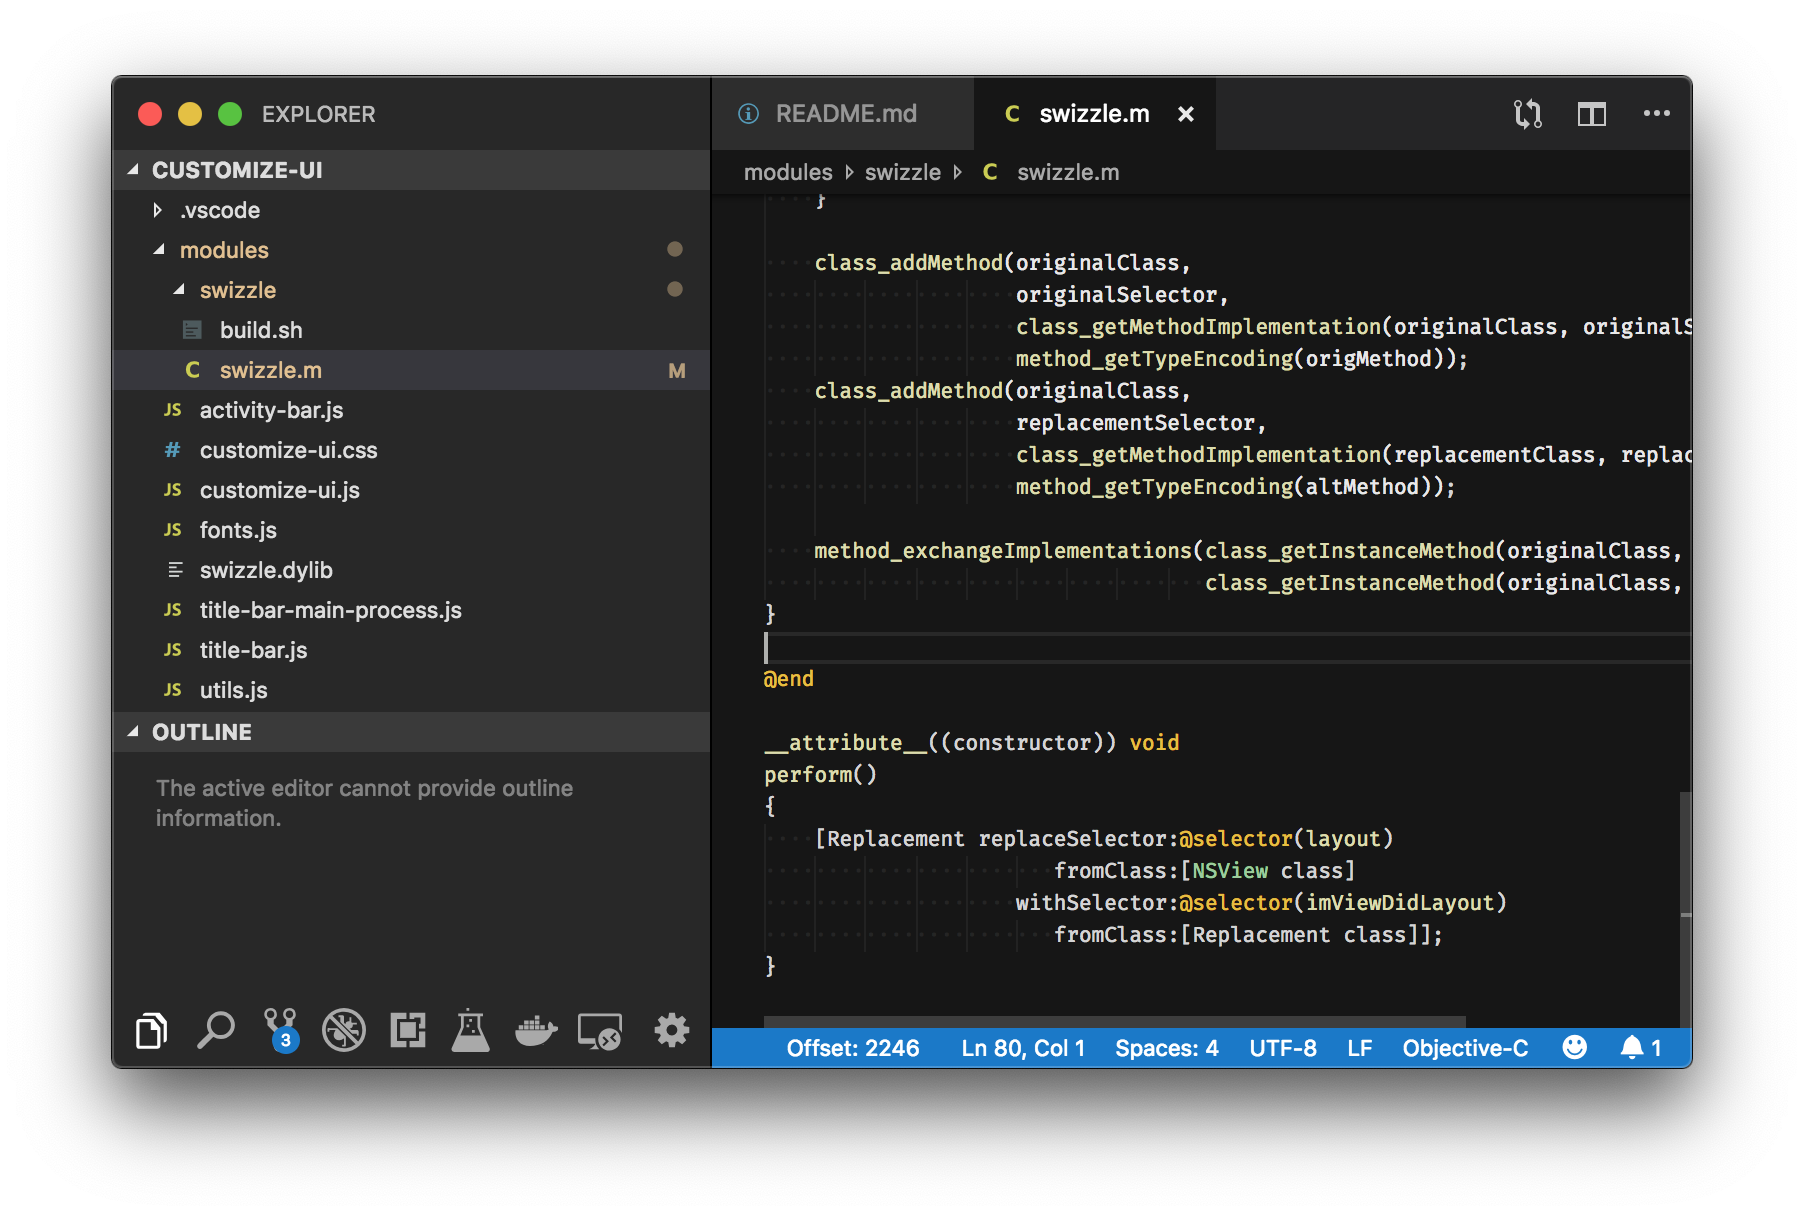 EXPLORER
CUSTOMIZE-UI
.vscode
modules
swizzle
build.sh
C swizzle.m M
JS activity-bar.js
# customize-ui.css
JS customize-ui.js
JS fonts.js
swizzle.dylib
JS title-bar-main-process.js
JS title-bar.js
JS utils.js
OUTLINE
The active editor cannot provide outline
information.
3
README.md C swizzle.m ×
modules swizzle C swizzle.m
}
class_addMethod(originalClass,
originalSelector,
class_getMethodImplementation(originalClass, originalS
method_getTypeEncoding(origMethod));
class_addMethod(originalClass,
replacementSelector,
class_getMethodImplementation(replacementClass, replac
method_getTypeEncoding(altMethod));
method_exchangeImplementations(class_getInstanceMethod(originalClass,
class_getInstanceMethod(originalClass,
}
@end
__attribute__((constructor)) void
perform()
{
[Replacement replaceSelector:@selector(layout)
fromClass:[NSView class]
withSelector:@selector(imViewDidLayout)
fromClass:[Replacement class]];
}
Offset: 2246 Ln 80, Col 1 Spaces: 4 UTF-8 LF Objective-C 1